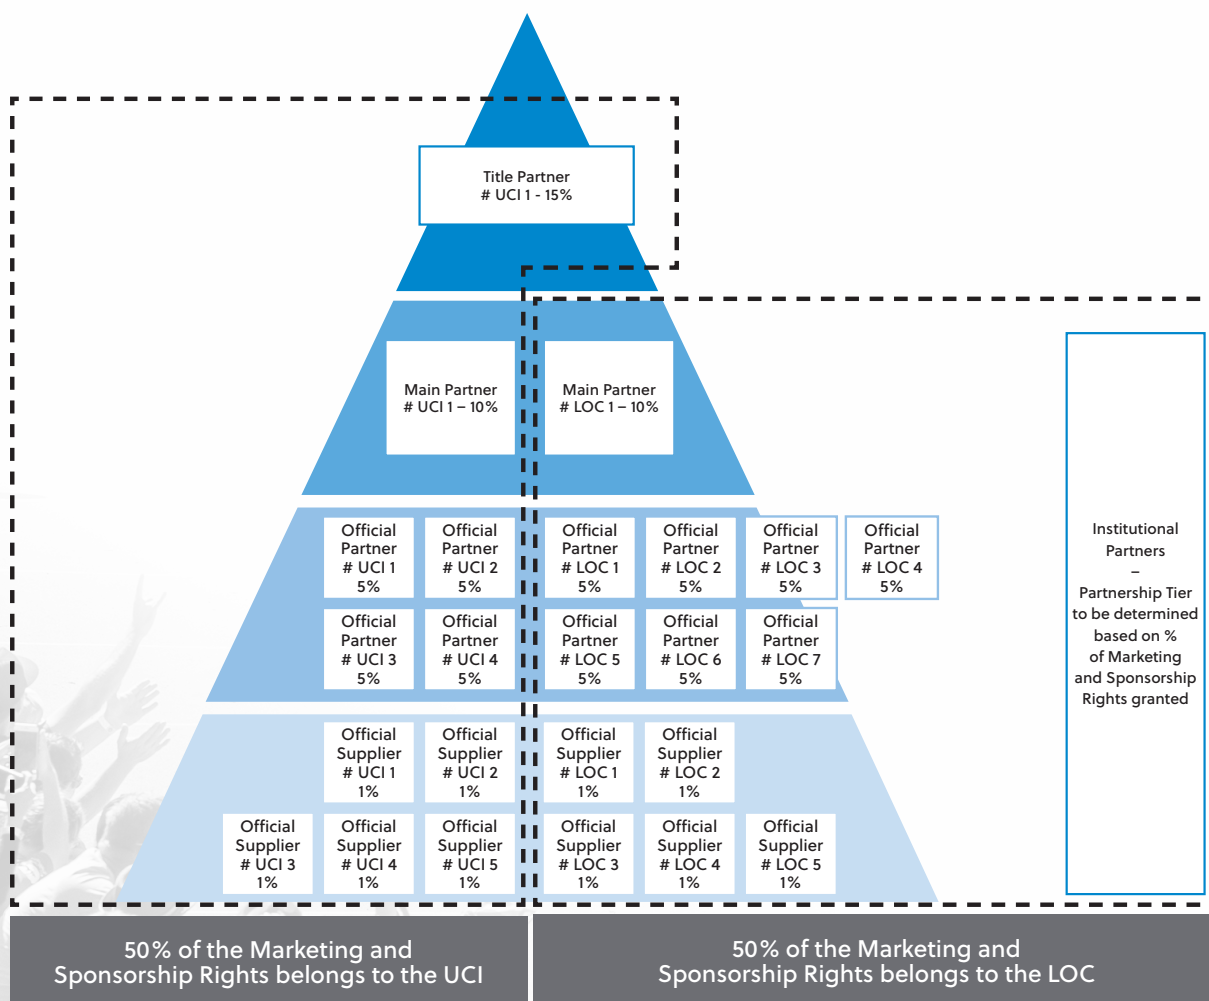 Title Partner
# UCI 1 - 15%
Main Partner
# UCI 1 – 10%
Main Partner
# LOC 1 – 10%
Official
Partner
# UCI 1
5%
Official
Partner
# UCI 2
5%
Official
Partner
# LOC 1
5%
Official
Partner
# LOC 2
5%
Official
Partner
# LOC 3
5%
Official
Partner
# LOC 4
5%
Official
Partner
# UCI 3
5%
Official
Partner
# UCI 4
5%
Official
Partner
# LOC 5
5%
Official
Partner
# LOC 6
5%
Official
Partner
# LOC 7
5%
Official
Supplier
# UCI 1
1%
Official
Supplier
# UCI 2
1%
Official
Supplier
# LOC 1
1%
Official
Supplier
# LOC 2
1%
Official
Supplier
# UCI 3
1%
Official
Supplier
# UCI 4
1%
Official
Supplier
# UCI 5
1%
Official
Supplier
# LOC 3
1%
Official
Supplier
# LOC 4
1%
Official
Supplier
# LOC 5
1%
Institutional
Partners
–
Partnership Tier
to be determined
based on %
of Marketing
and Sponsorship
Rights granted
50% of the Marketing and
Sponsorship Rights belongs to the UCI
50% of the Marketing and
Sponsorship Rights belongs to the LOC